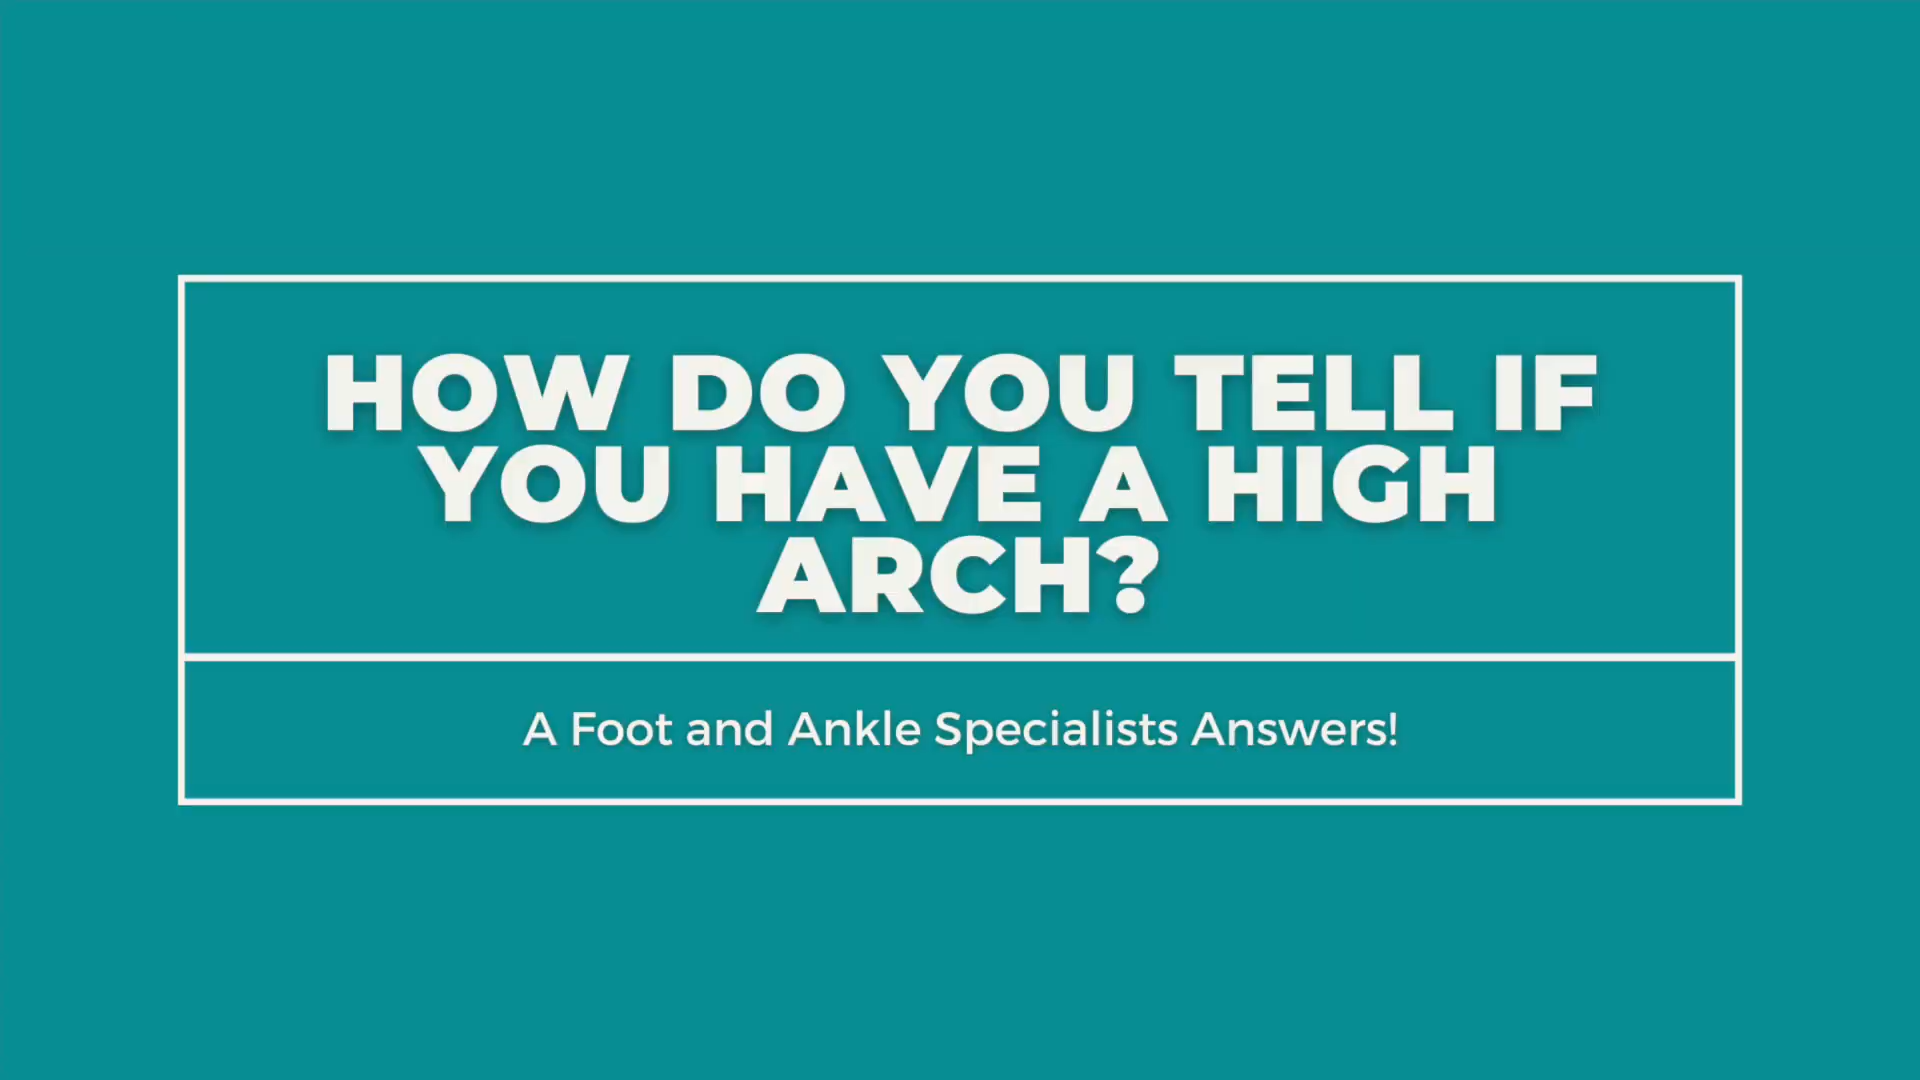 HOW DO YOU TELL IF
YOU HAVE A HIGH
ARCH?
A Foot and Ankle Specialists Answers!